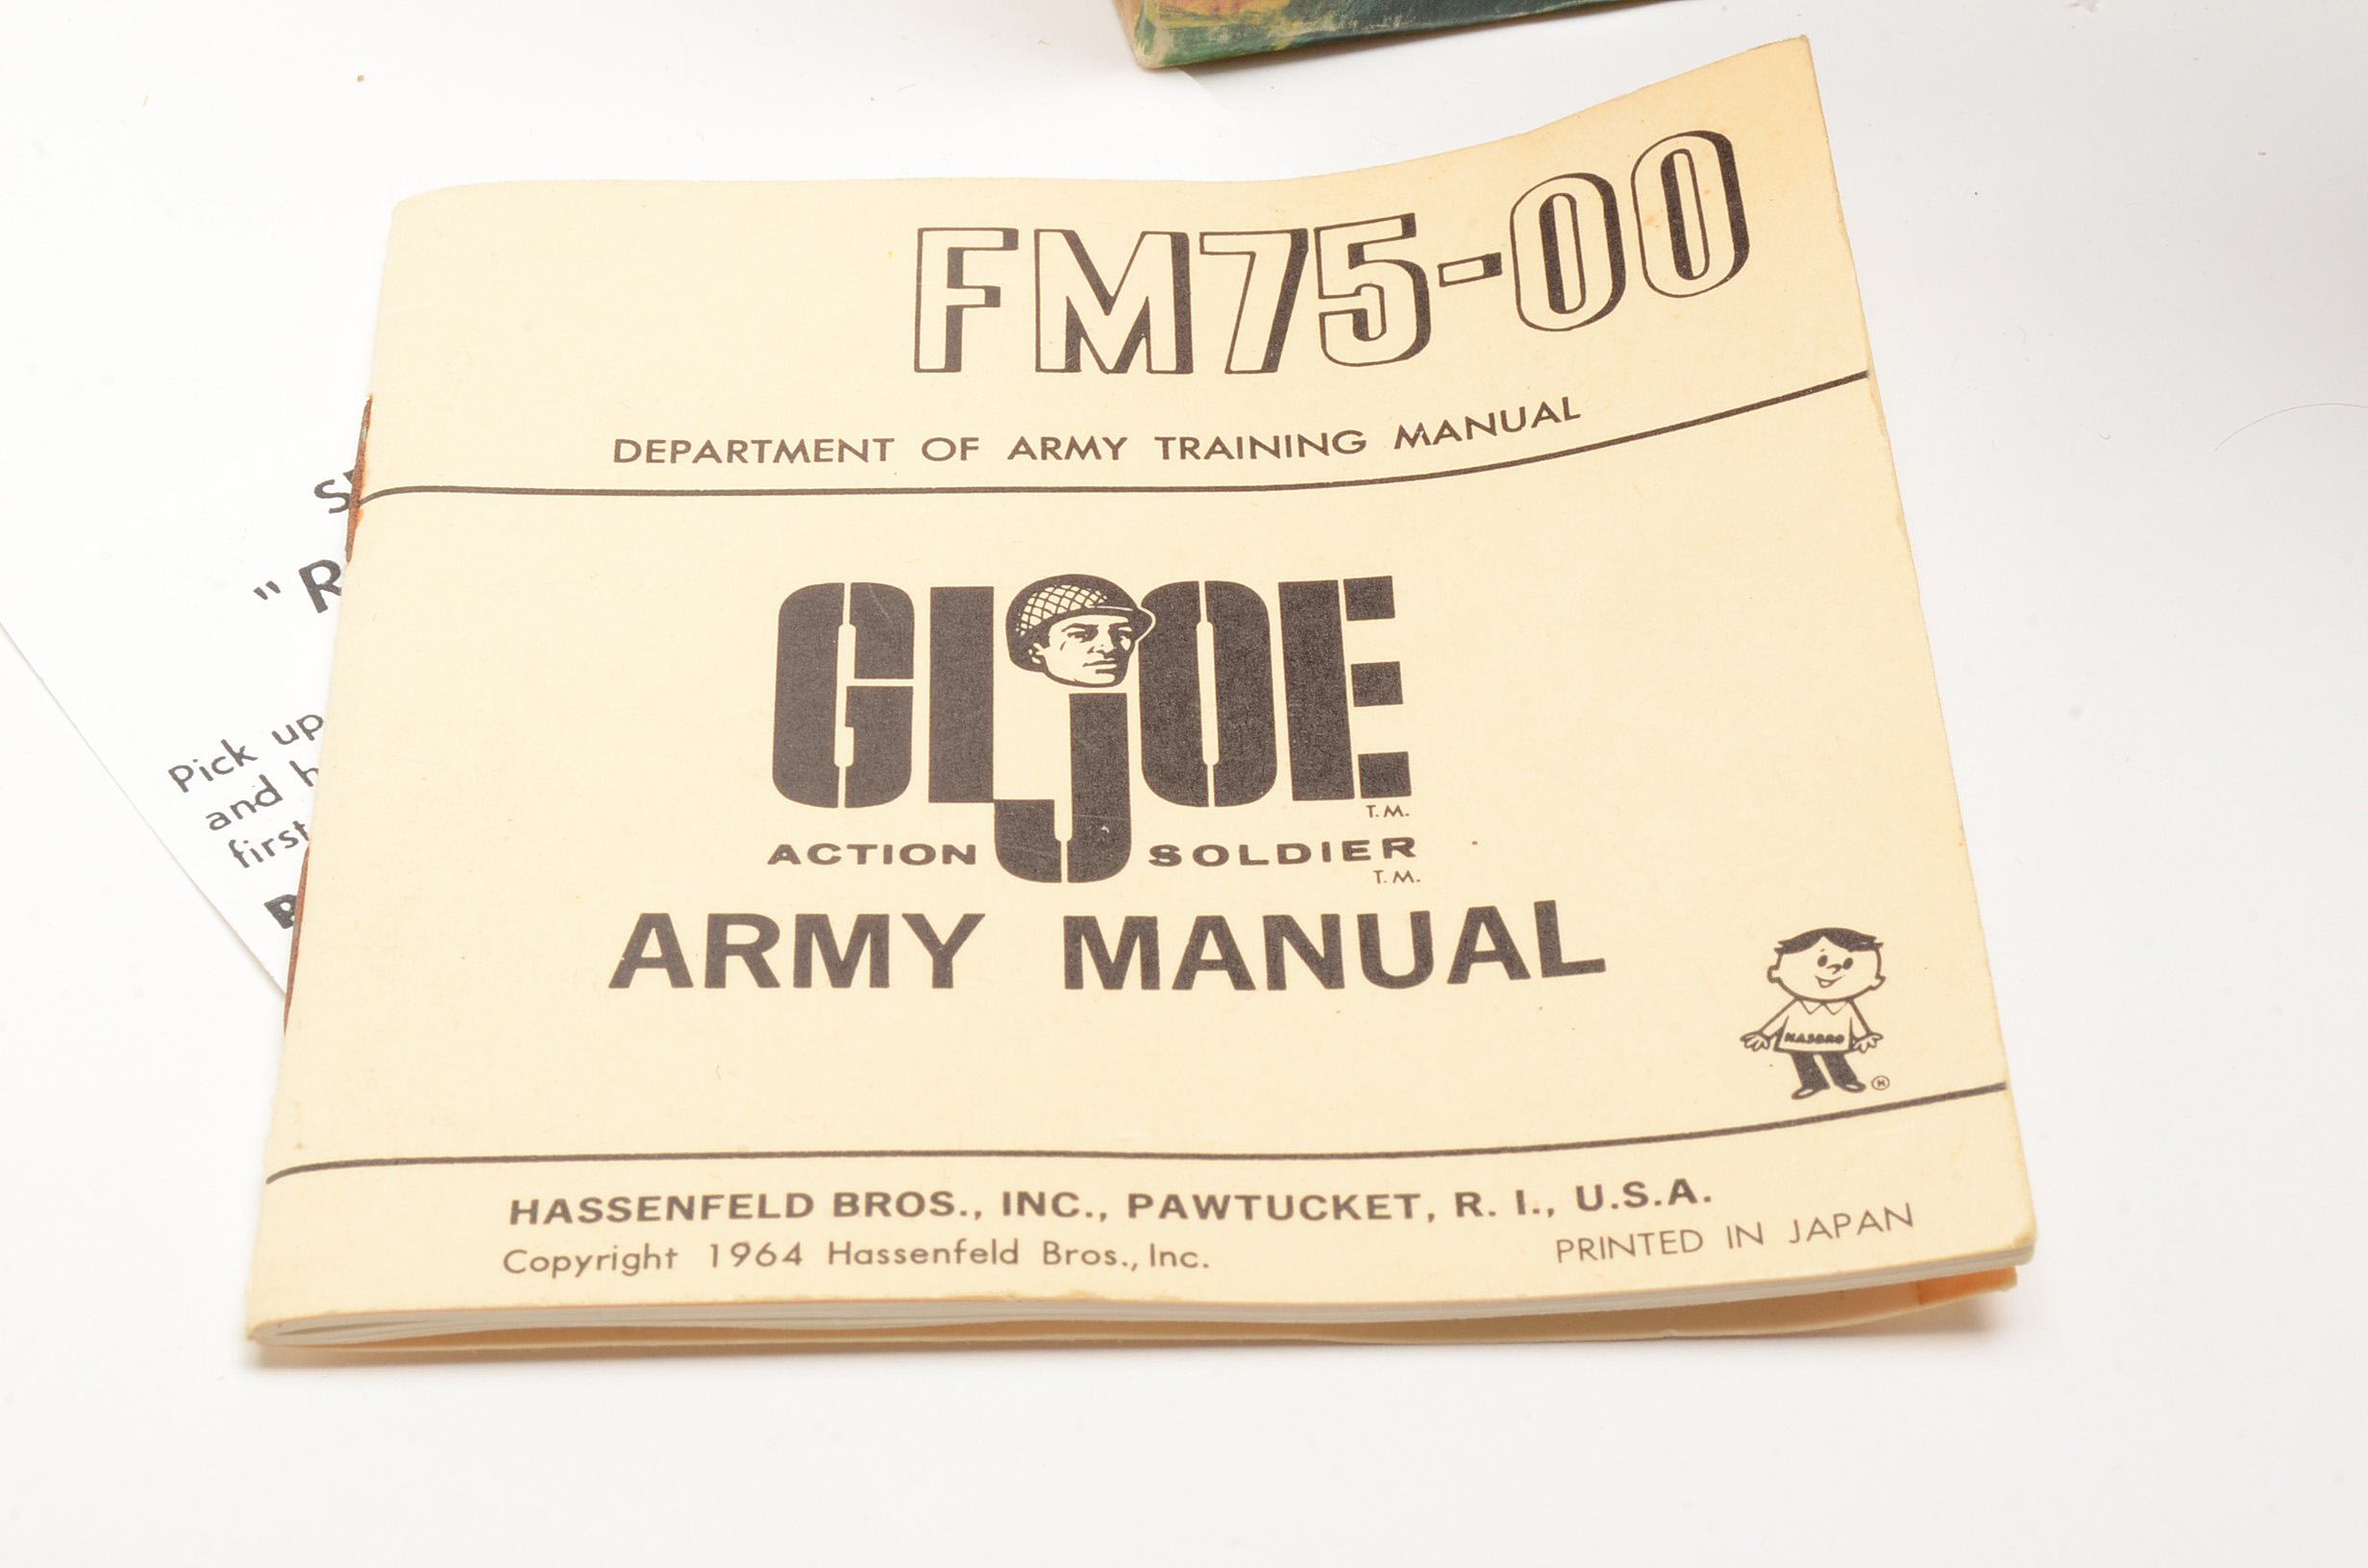 FM75-00
DEPARTMENT OF ARMY TRAINING MANUAL
GI JOE
T.M.
ACTION SOLDIER
T.M.
ARMY MANUAL
HASBRO
®
HASSENFELD BROS., INC., PAWTUCKET, R. I., U.S.A.
Copyright 1964 Hassenfeld Bros., Inc.
PRINTED IN JAPAN
Pick up
and
first